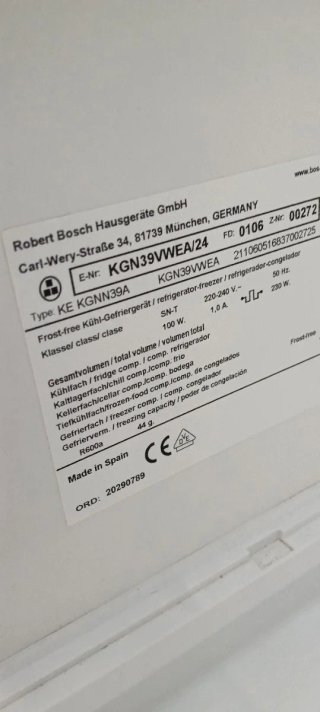 www.bos
Robert Bosch Hausgeräte GmbH
Carl-Wery-Straße 34, 81739 München, GERMANY
E-Nr: KGN39VWEA/24 FD: 0106 Z-Nr: 00272
Type: KE KGNN39A KGN39VWEA 211060516837002725
Frost-free Kühl-Gefriergerät / refrigerator-freezer / refrigerador-congelador
Klasse/ class/ clase SN-T 220-240 V.~ 50 Hz.
100 W. 1,0 A. 230 W.
Gesamtvolumen / total volume / volumen total
Kühlfach / fridge comp. / comp. refrigerador
Kaltlagerfach/chill comp./comp. frio
Kellerfach/cellar comp./comp. bodega
Tiefkühlfach/frozen-food comp./comp. de congelados
Gefrierfach / freezer comp. / comp. congelador
Gefrierverm. / freezing capacity / poder de congelación
Frost-free
R600a 44 g.
Made in Spain
CE
VDE
ORD: 20290789